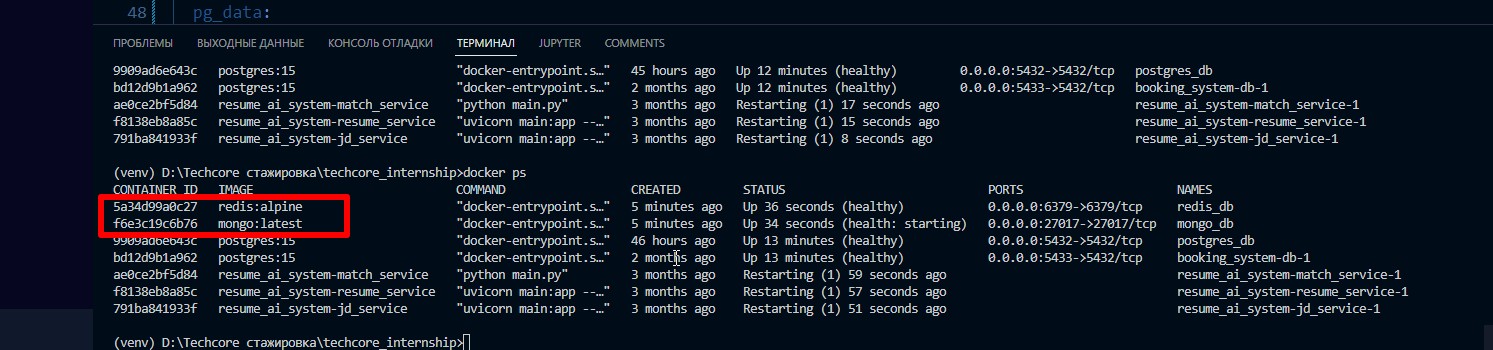 48 pg_data:
ПРОБЛЕМЫ ВЫХОДНЫЕ ДАННЫЕ КОНСОЛЬ ОТЛАДКИ ТЕРМИНАЛ JUPYTER COMMENTS
9909ad6e643c postgres:15 "docker-entrypoint.s…" 45 hours ago Up 12 minutes (healthy) 0.0.0.0:5432->5432/tcp postgres_db
bd12d9b1a962 postgres:15 "docker-entrypoint.s…" 2 months ago Up 12 minutes (healthy) 0.0.0.0:5433->5432/tcp booking_system-db-1
ae0ce2bf5d84 resume_ai_system-match_service "python main.py" 3 months ago Restarting (1) 17 seconds ago resume_ai_system-match_service-1
f8138eb8a85c resume_ai_system-resume_service "uvicorn main:app --…" 3 months ago Restarting (1) 15 seconds ago resume_ai_system-resume_service-1
791ba841933f resume_ai_system-jd_service "uvicorn main:app --…" 3 months ago Restarting (1) 8 seconds ago resume_ai_system-jd_service-1
(venv) D:\Techcore стажировка\techcore_internship>docker ps
CONTAINER ID IMAGE COMMAND CREATED STATUS PORTS NAMES
5a34d99a0c27 redis:alpine "docker-entrypoint.s…" 5 minutes ago Up 36 seconds (healthy) 0.0.0.0:6379->6379/tcp redis_db
f6e3c19c6b76 mongo:latest "docker-entrypoint.s…" 5 minutes ago Up 34 seconds (health: starting) 0.0.0.0:27017->27017/tcp mongo_db
9909ad6e643c postgres:15 "docker-entrypoint.s…" 46 hours ago Up 13 minutes (healthy) 0.0.0.0:5432->5432/tcp postgres_db
bd12d9b1a962 postgres:15 "docker-entrypoint.s…" 2 months ago Up 13 minutes (healthy) 0.0.0.0:5433->5432/tcp booking_system-db-1
ae0ce2bf5d84 resume_ai_system-match_service "python main.py" 3 months ago Restarting (1) 59 seconds ago resume_ai_system-match_service-1
f8138eb8a85c resume_ai_system-resume_service "uvicorn main:app --…" 3 months ago Restarting (1) 57 seconds ago resume_ai_system-resume_service-1
791ba841933f resume_ai_system-jd_service "uvicorn main:app --…" 3 months ago Restarting (1) 51 seconds ago resume_ai_system-jd_service-1
(venv) D:\Techcore стажировка\techcore_internship>